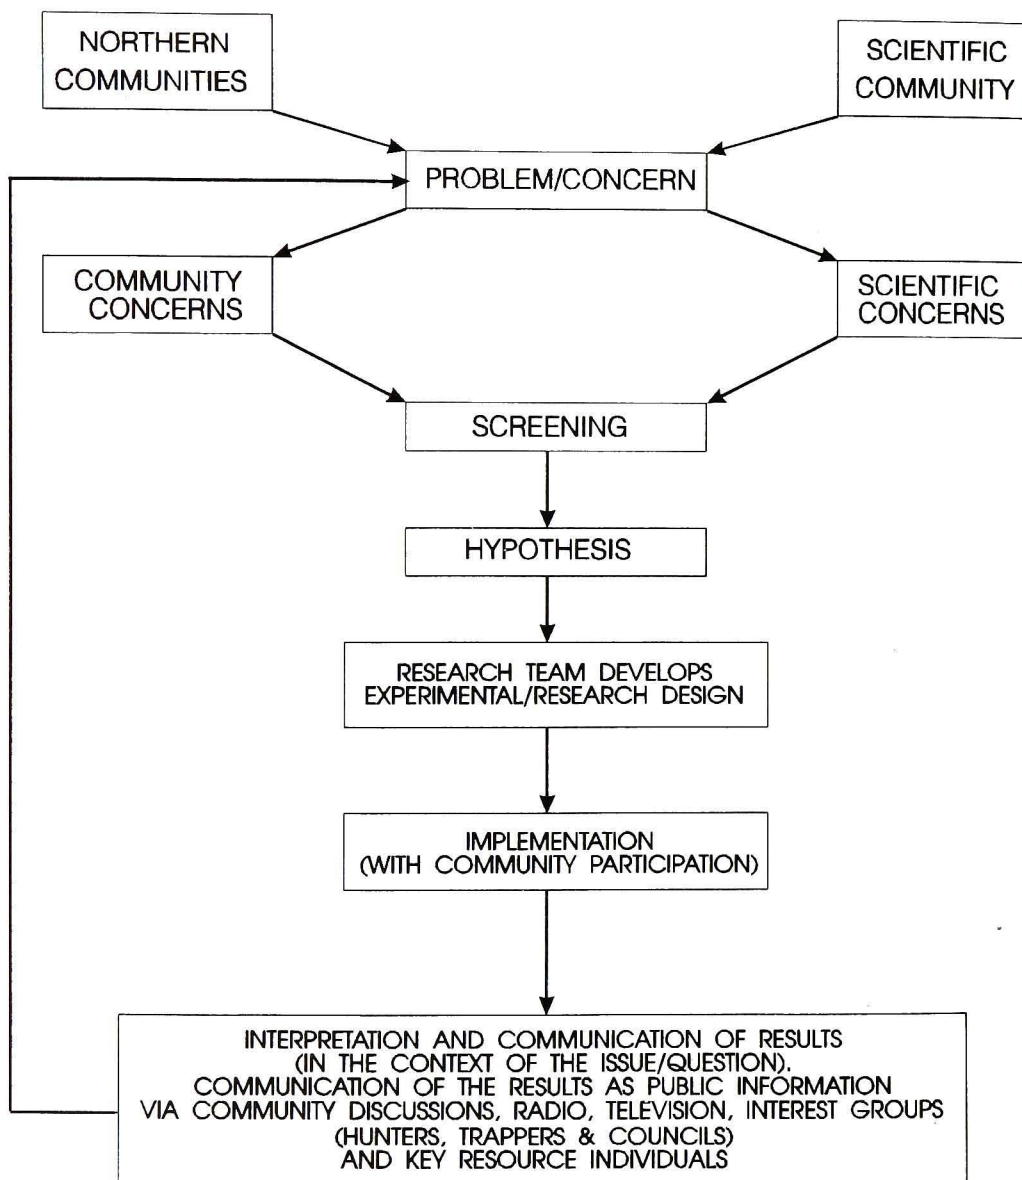 NORTHERN
COMMUNITIES
SCIENTIFIC
COMMUNITY
PROBLEM/CONCERN
COMMUNITY
CONCERNS
SCIENTIFIC
CONCERNS
SCREENING
HYPOTHESIS
RESEARCH TEAM DEVELOPS
EXPERIMENTAL/RESEARCH DESIGN
IMPLEMENTATION
(WITH COMMUNITY PARTICIPATION)
INTERPRETATION AND COMMUNICATION OF RESULTS
(IN THE CONTEXT OF THE ISSUE/QUESTION).
COMMUNICATION OF THE RESULTS AS PUBLIC INFORMATION
VIA COMMUNITY DISCUSSIONS, RADIO, TELEVISION, INTEREST GROUPS
(HUNTERS, TRAPPERS & COUNCILS)
AND KEY RESOURCE INDIVIDUALS